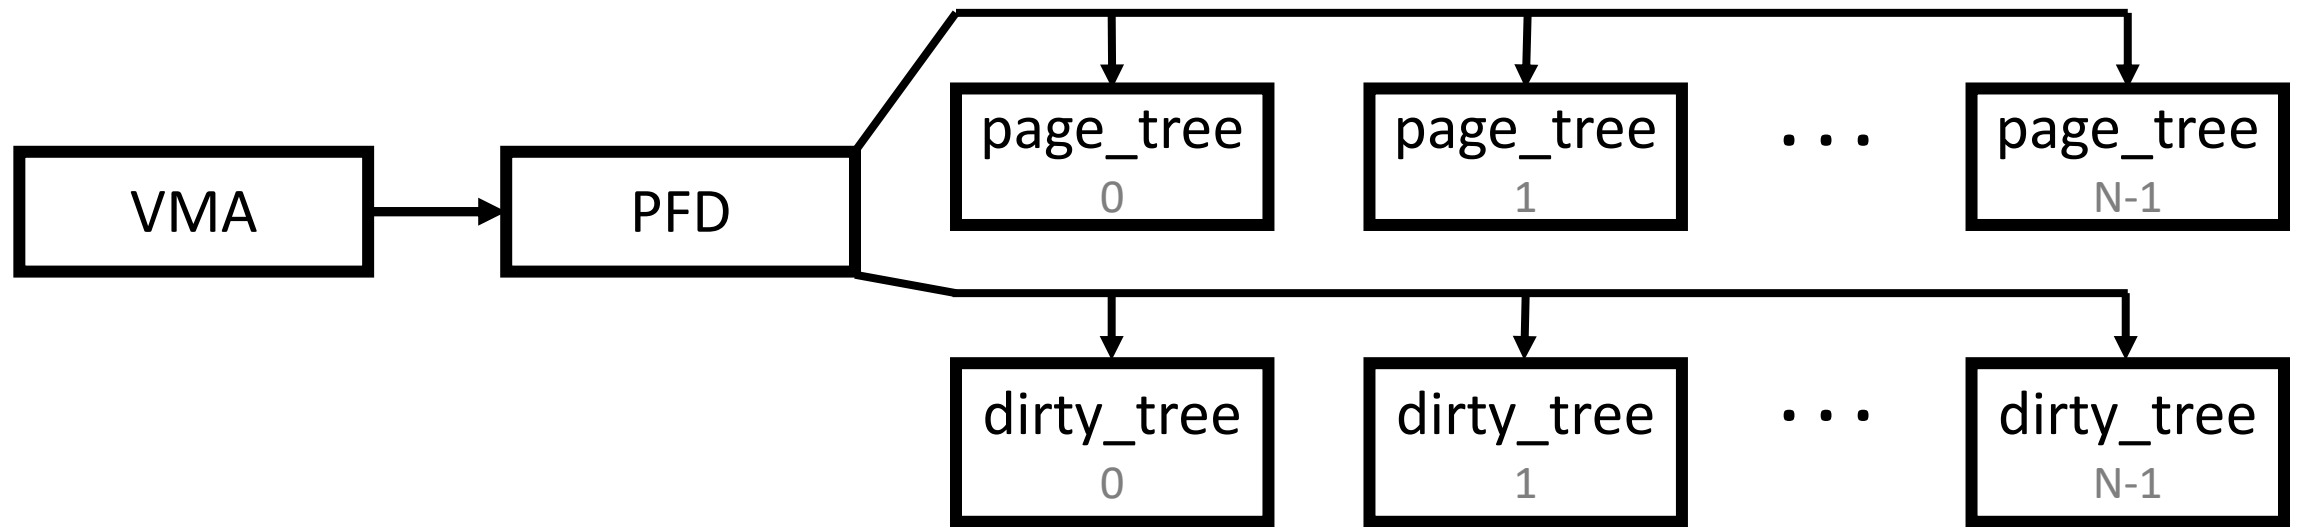 VMA
PFD
page_tree
0
page_tree
1
. . .
page_tree
N-1
dirty_tree
0
dirty_tree
1
. . .
dirty_tree
N-1